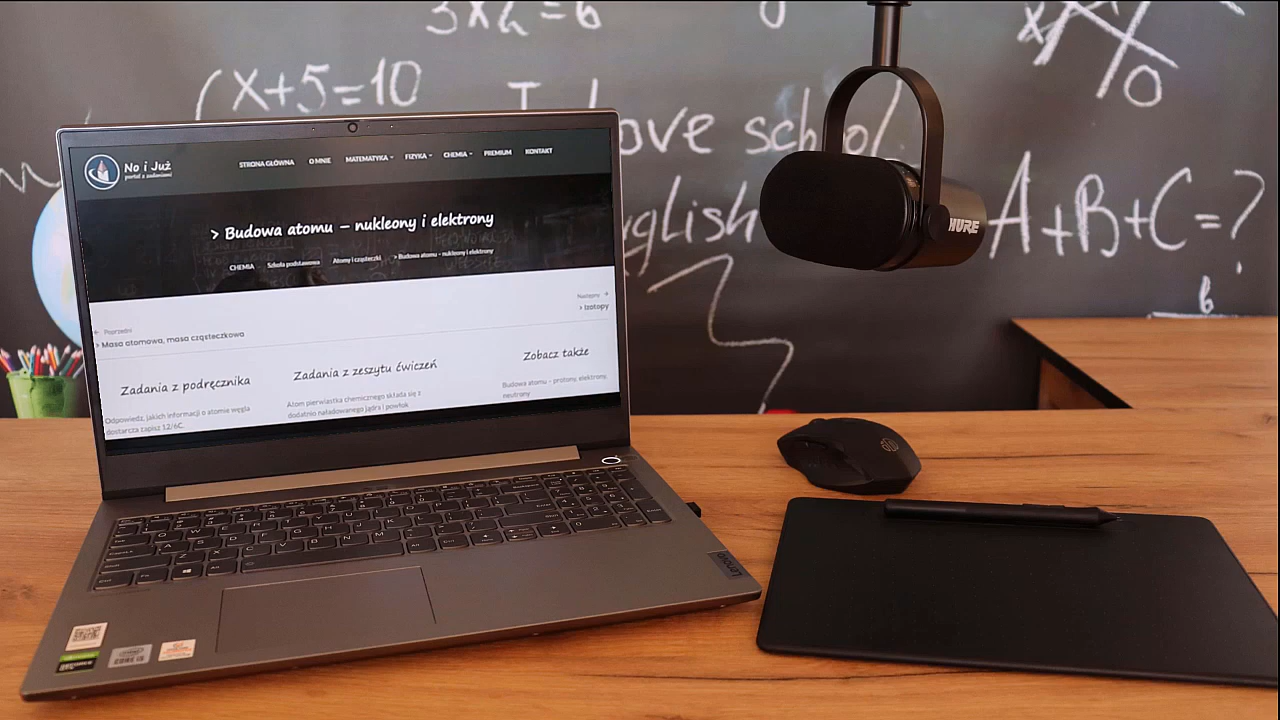 3x2=6
0
x
0
(x+5=10
I love school
English
A+B+C=?
b
SHURE
No i Już
portal z zadaniami
STRONA GŁÓWNA O MNIE MATEMATYKA FIZYKA CHEMIA PREMIUM KONTAKT
> Budowa atomu – nukleony i elektrony
CHEMIA Szkoła podstawowa Atomy i cząsteczki > Budowa atomu – nukleony i elektrony
← Poprzedni
> Masa atomowa, masa cząsteczkowa
Następny →
> Izotopy
Zadania z podręcznika
Odpowiedz, jakich informacji o atomie węgla
dostarcza zapis 12/6C
Zadania z zeszytu ćwiczeń
Atom pierwiastka chemicznego składa się z
dodatnio naładowanego jądra i powłok
Zobacz także
Budowa atomu – protony, elektrony,
neutrony
Lenovo